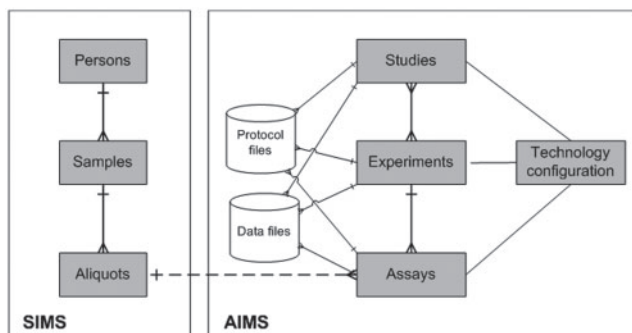 Persons
Samples
Aliquots
SIMS
Studies
Protocol
files
Experiments
Technology
configuration
Data files
Assays
AIMS